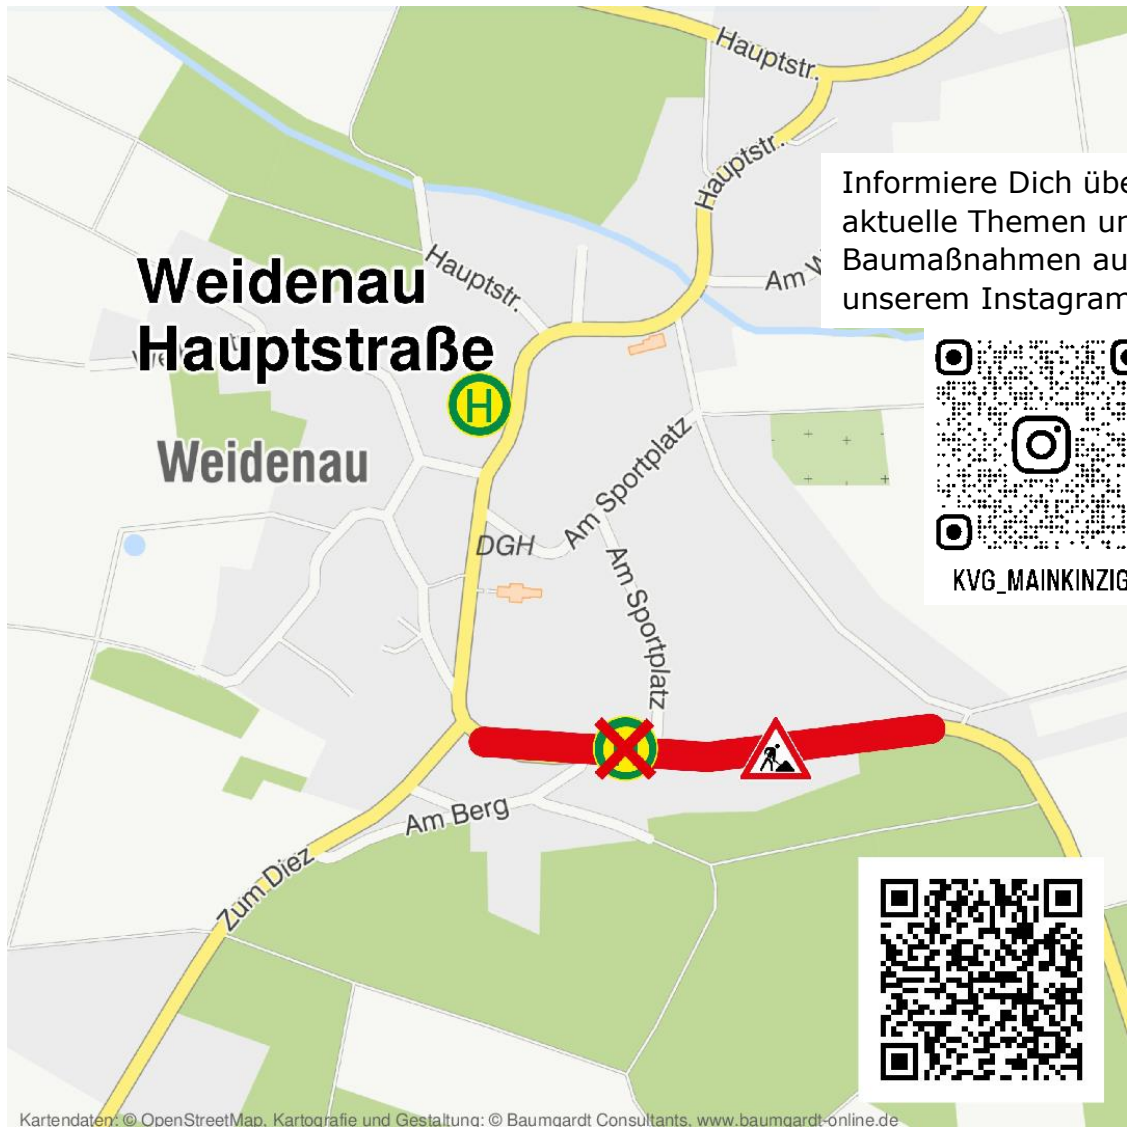 Hauptstr.
Hauptstr.
Informiere Dich übe
aktuelle Themen un
Baumaßnahmen au
unserem Instagram
Am W
Hauptstr.
Weidenau
Hauptstraße
H
Weidenau
Am Sportplatz
DGH
Am Sportplatz
KVG_MAINKINZIG
Am Berg
Zum Diez
Kartendaten: © OpenStreetMap, Kartografie und Gestaltung: © Baumgardt Consultants, www.baumgardt-online.de